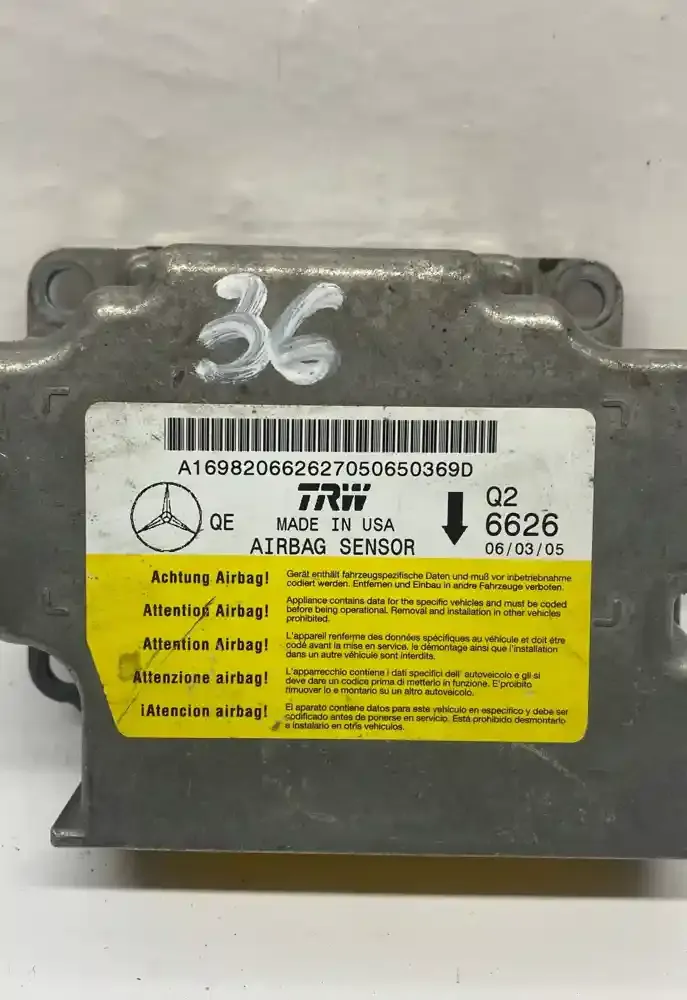 36
A169820662627050650369D
TRW
Q2
QE
MADE IN USA
6626
AIRBAG SENSOR
06/03/05
Achtung Airbag!
Gerät enthält fahrzeugspezifische Daten und muß vor inbetriebnahme
codiert werden. Entfernen und Einbau in andre Fahrzeuge verboten.
Attention Airbag!
Appliance contains data for the specific vehicles and must be coded
before being operational. Removal and installation in other vehicles
prohibited.
Attention Airbag!
L'appareil renferme des données spécifiques au véhicule et doit être
codé avant la mise en service, le démontage ainsi que l'installation
dans un autre véhicule sont interdits.
Attenzione airbag!
L'apparrecchio contiene i dati specifici dell' autoveicolo e gli si
deve dare un codice prima di metterlo in funzione. E'proibito
rimuover lo e montario su un altro autoveicolo.
¡Atencion airbag!
El aparato contiene datos para este vehículo en específico y debe ser
codificado antes de ponerse en servicio. Está prohibido desmontarlo
a instalarlo en otris vehículos.